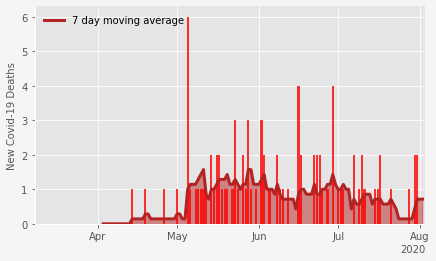 7 day moving average
New Covid-19 Deaths
6
5
4
3
2
1
0
Apr
May
Jun
Jul
Aug
2020